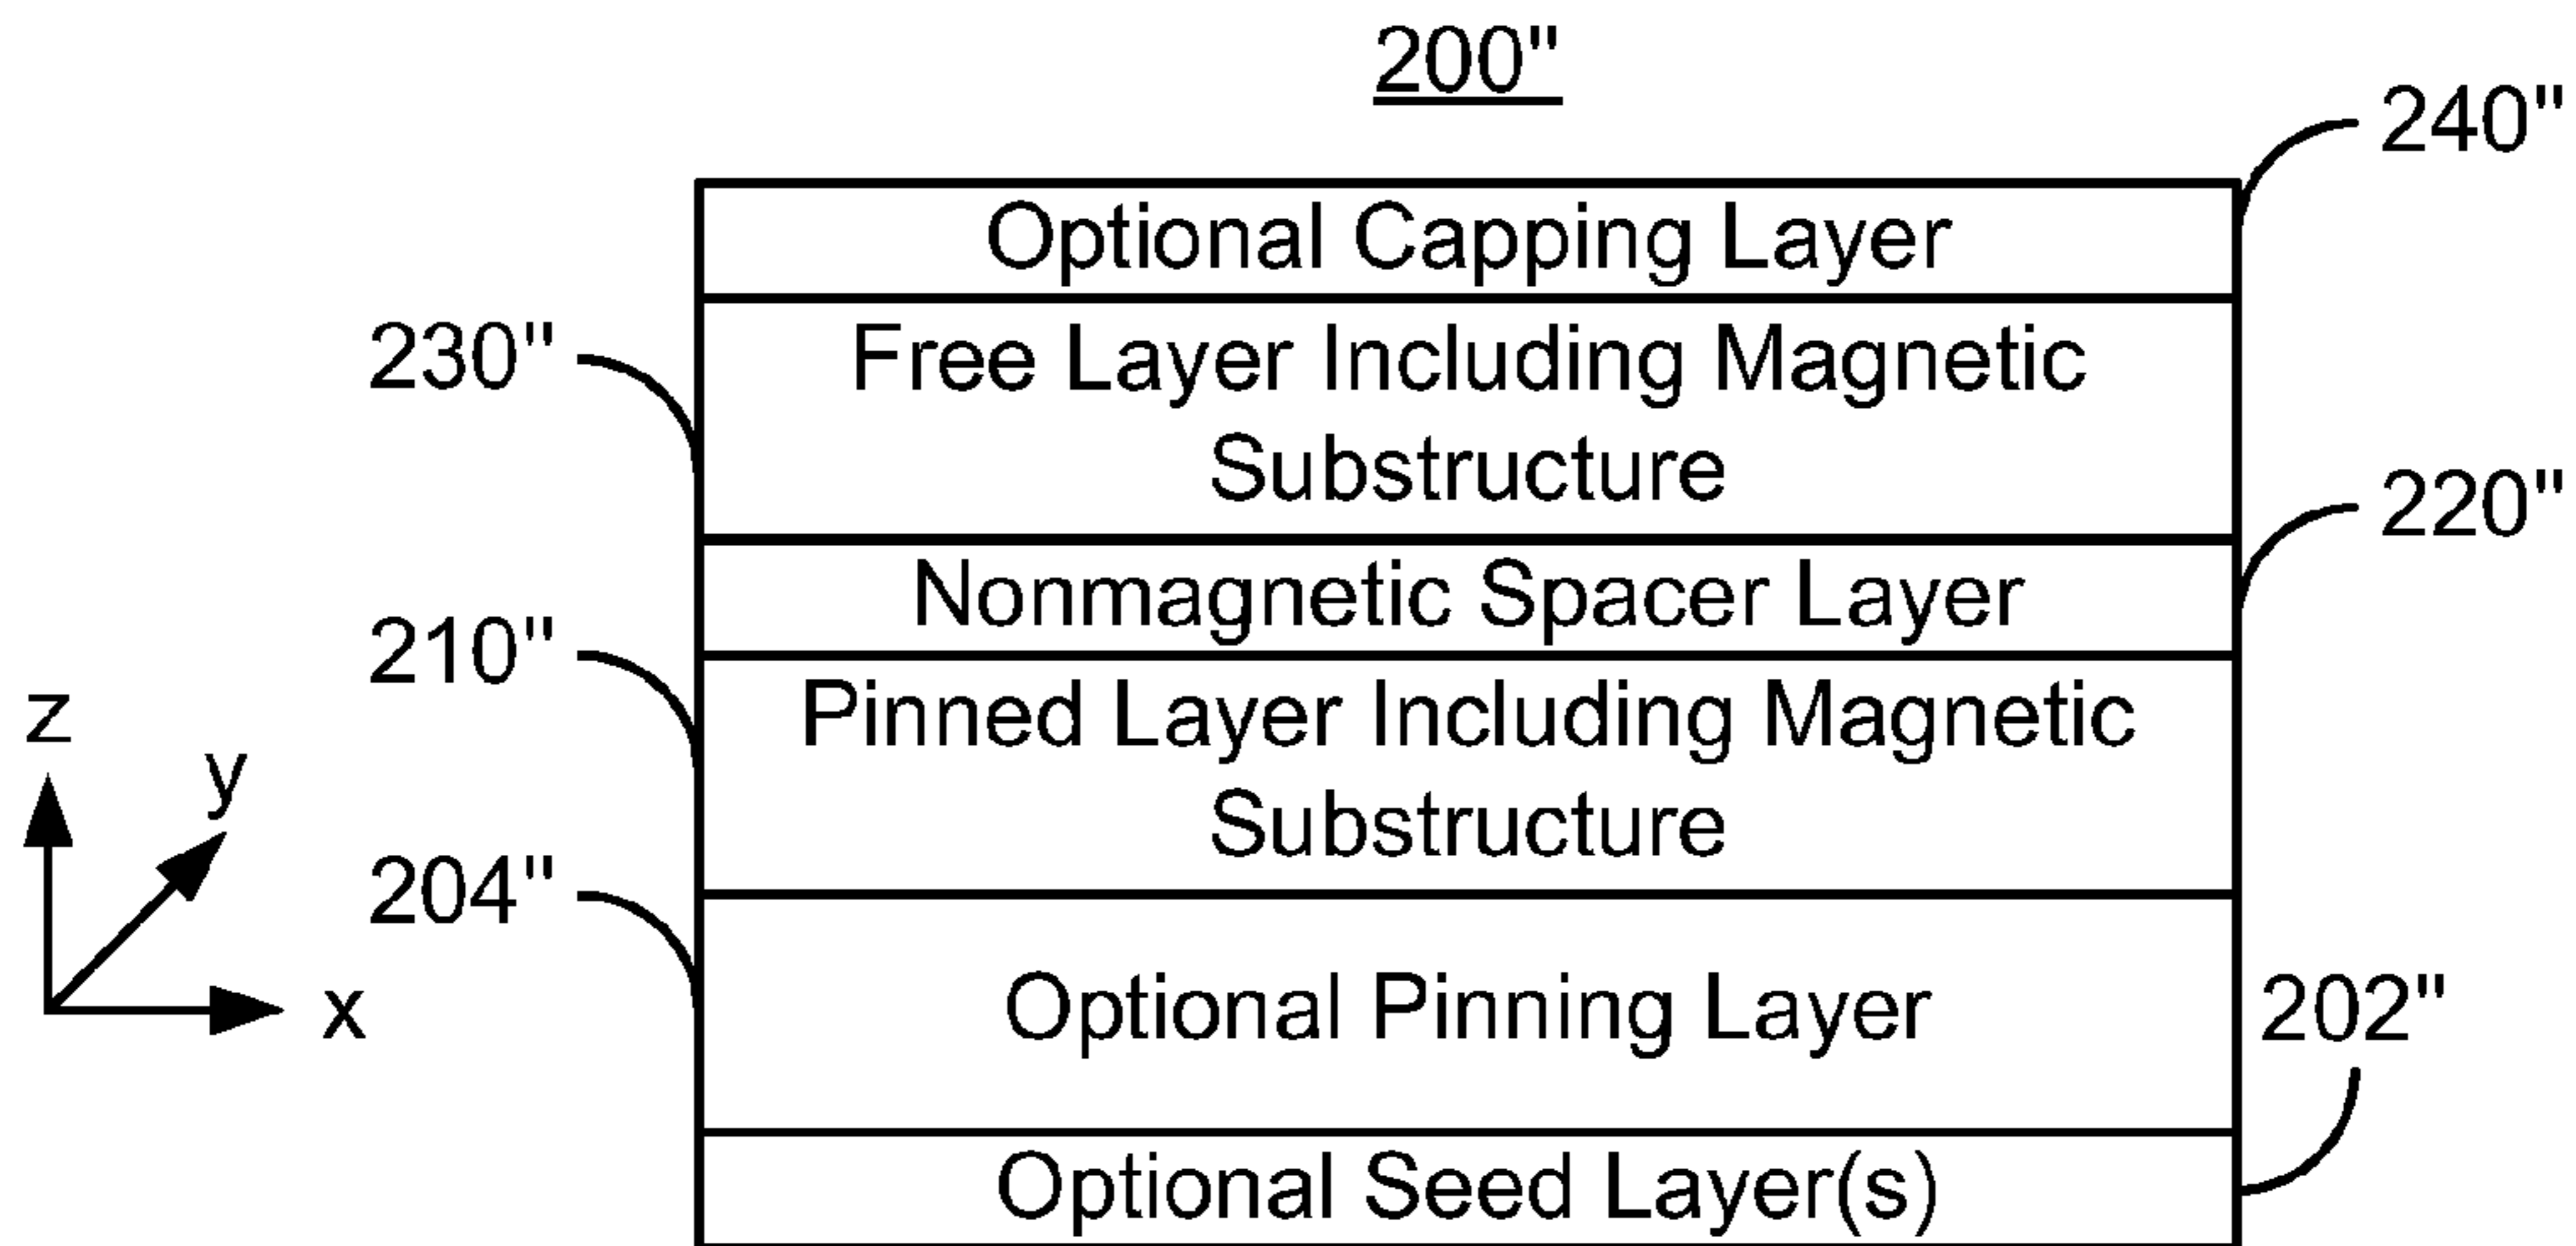 200"
240"
Optional Capping Layer
230"
Free Layer Including Magnetic
Substructure
220"
Nonmagnetic Spacer Layer
210"
Pinned Layer Including Magnetic
Substructure
z
y
x
204"
Optional Pinning Layer
202"
Optional Seed Layer(s)